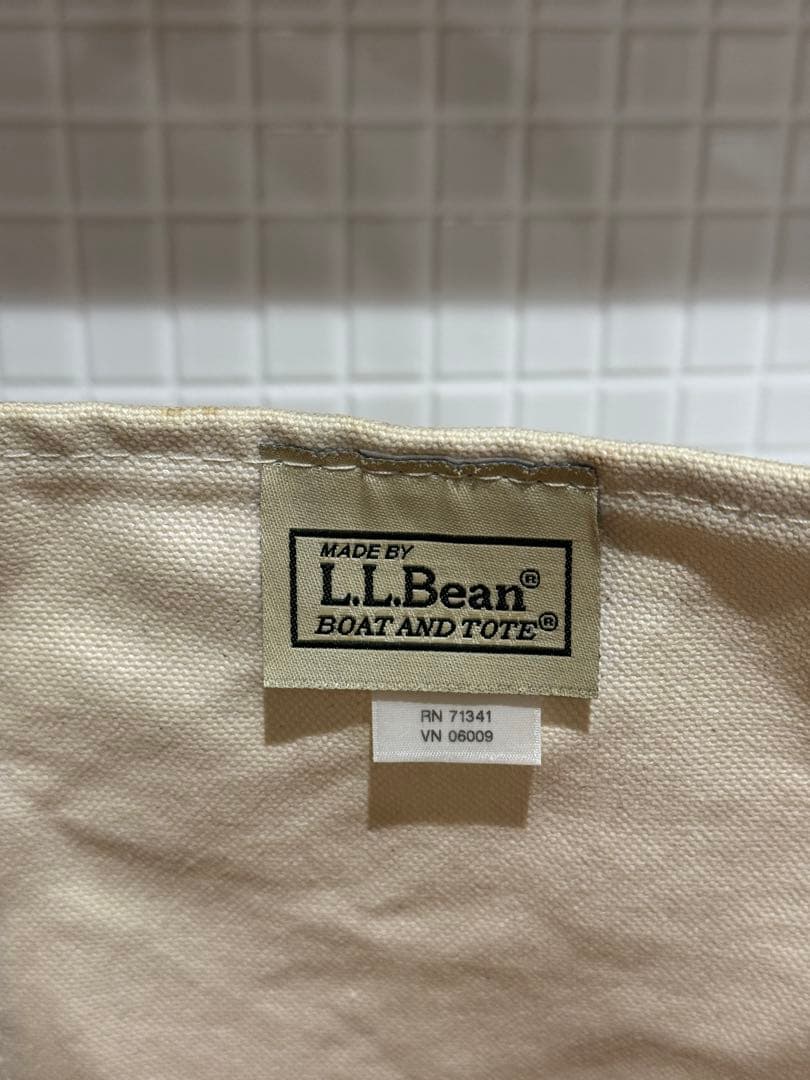 MADE BY
L.L.Bean®
BOAT AND TOTE®
RN 71341
VN 06009